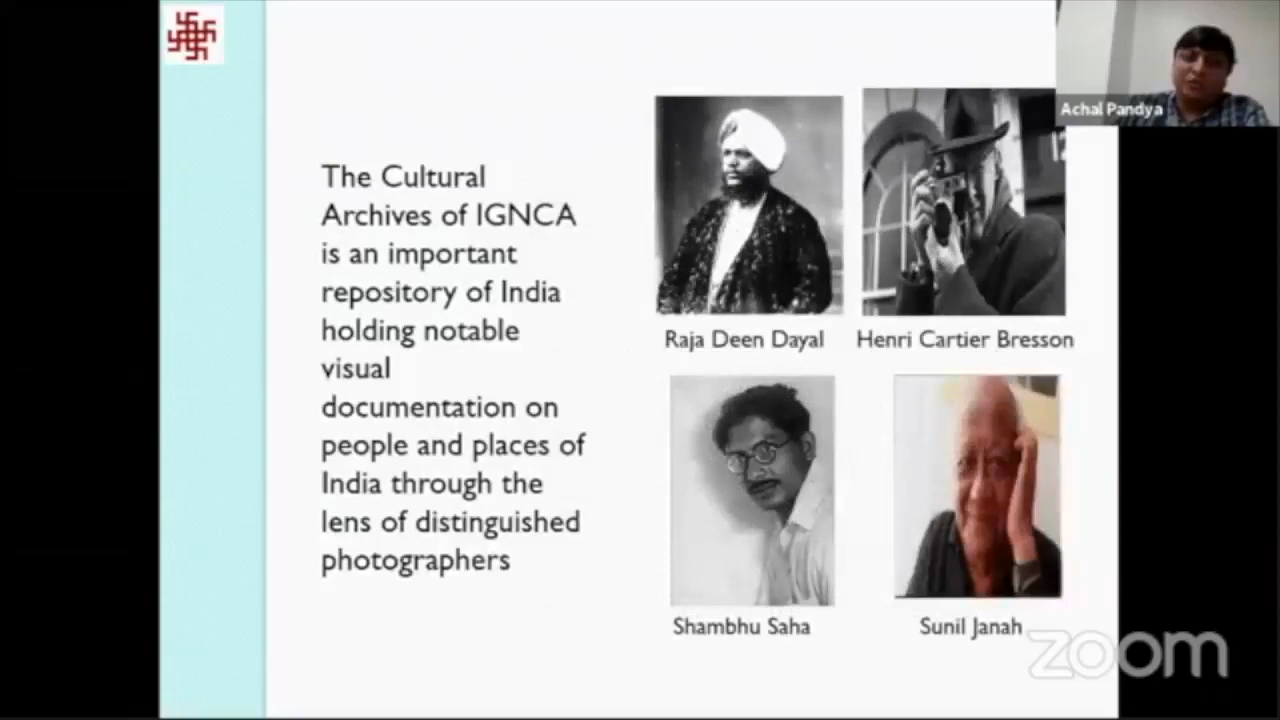 The Cultural
Archives of IGNCA
is an important
repository of India
holding notable
visual
documentation on
people and places of
India through the
lens of distinguished
photographers
Achal Pandya
Raja Deen Dayal
Henri Cartier Bresson
Shambhu Saha
Sunil Janah
zoom